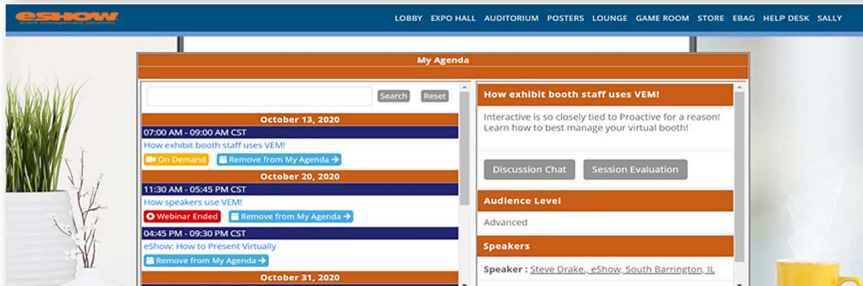 eSHOW
LOBBY EXPO HALL AUDITORIUM POSTERS LOUNGE GAME ROOM STORE EBAG HELP DESK SALLY
My Agenda
Search Reset
October 13, 2020
07:00 AM - 09:00 AM CST
How exhibit booth staff uses VEM!
On Demand Remove from My Agenda
October 20, 2020
11:30 AM - 05:45 PM CST
How speakers use VEM!
Webinar Ended Remove from My Agenda
04:45 PM - 09:30 PM CST
eShow: How to Present Virtually
Remove from My Agenda
October 31, 2020
How exhibit booth staff uses VEM!
Interactive is so closely tied to Proactive for a reason!
Learn how to best manage your virtual booth!
Discussion Chat Session Evaluation
Audience Level
Advanced
Speakers
Speaker : Steve Drake., eShow, South Barrington, IL